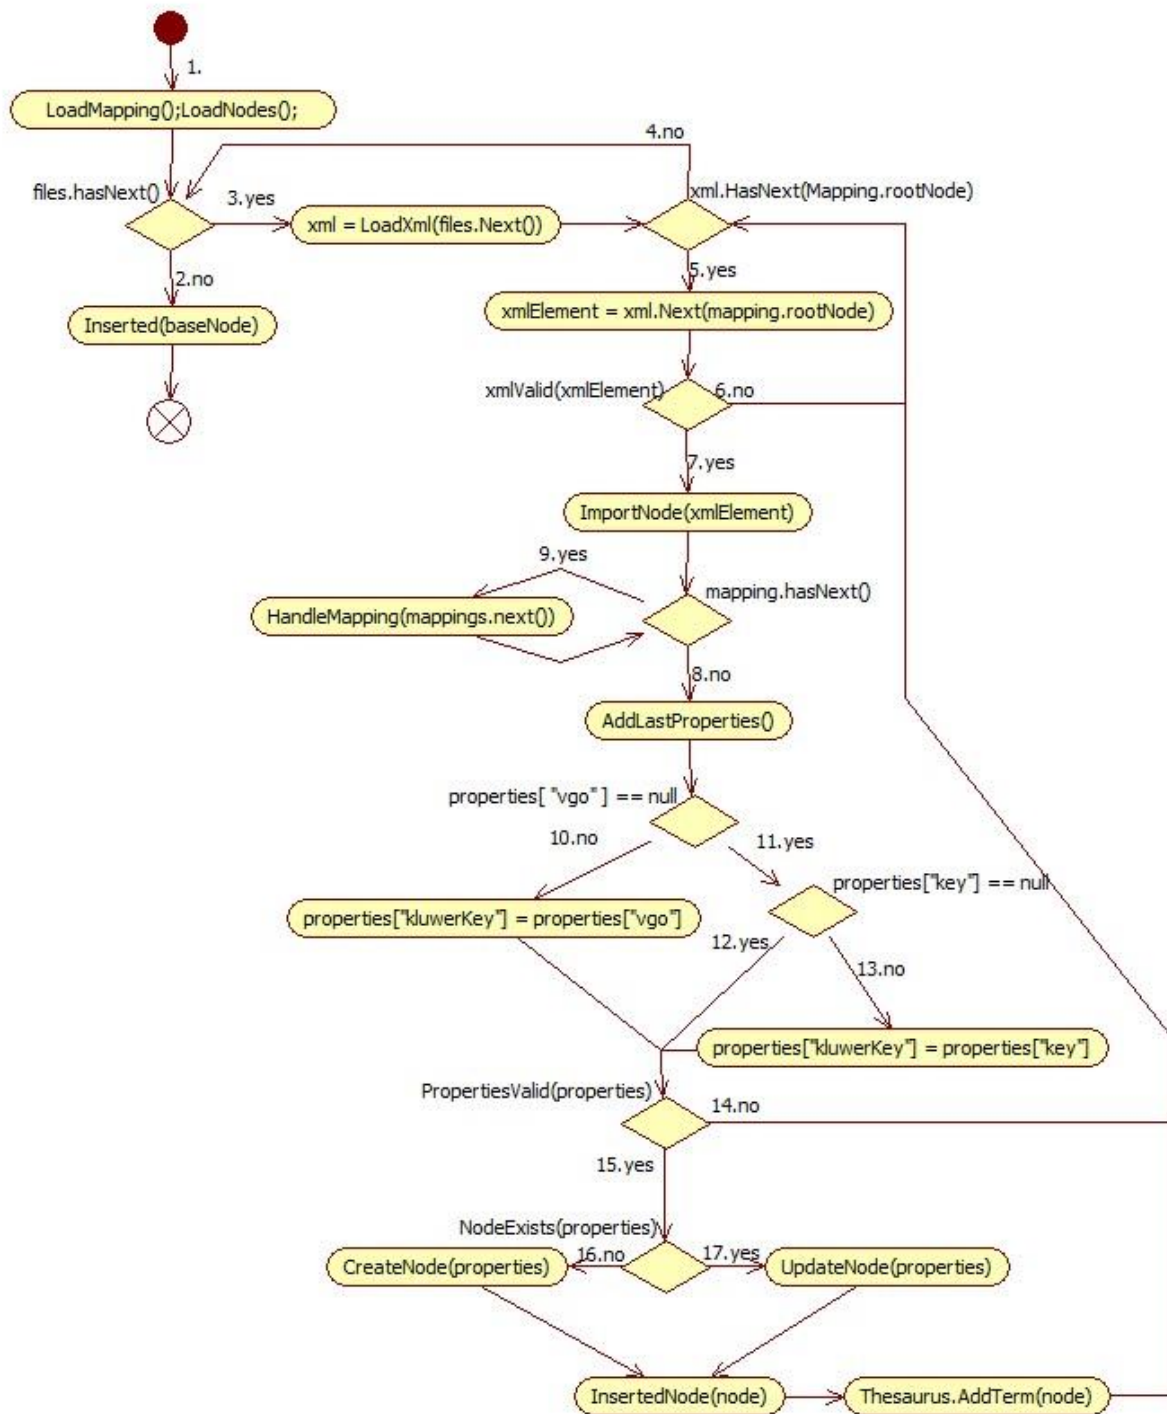 1.
LoadMapping();LoadNodes();
4.no
files.hasNext()
3.yes
xml.HasNext(Mapping.rootNode)
xml = LoadXml(files.Next())
2.no
5.yes
Inserted(baseNode)
xmlElement = xml.Next(mapping.rootNode)
xmlValid(xmlElement)
6.no
7.yes
ImportNode(xmlElement)
9.yes
mapping.hasNext()
HandleMapping(mappings.next())
8.no
AddLastProperties()
properties[ "vgo" ] == null
10.no
11.yes
properties["key"] == null
properties["kluwerKey"] = properties["vgo"]
12.yes
13.no
properties["kluwerKey"] = properties["key"]
PropertiesValid(properties)
14.no
15.yes
NodeExists(properties)
16.no
17.yes
CreateNode(properties)
UpdateNode(properties)
InsertedNode(node)
Thesaurus.AddTerm(node)